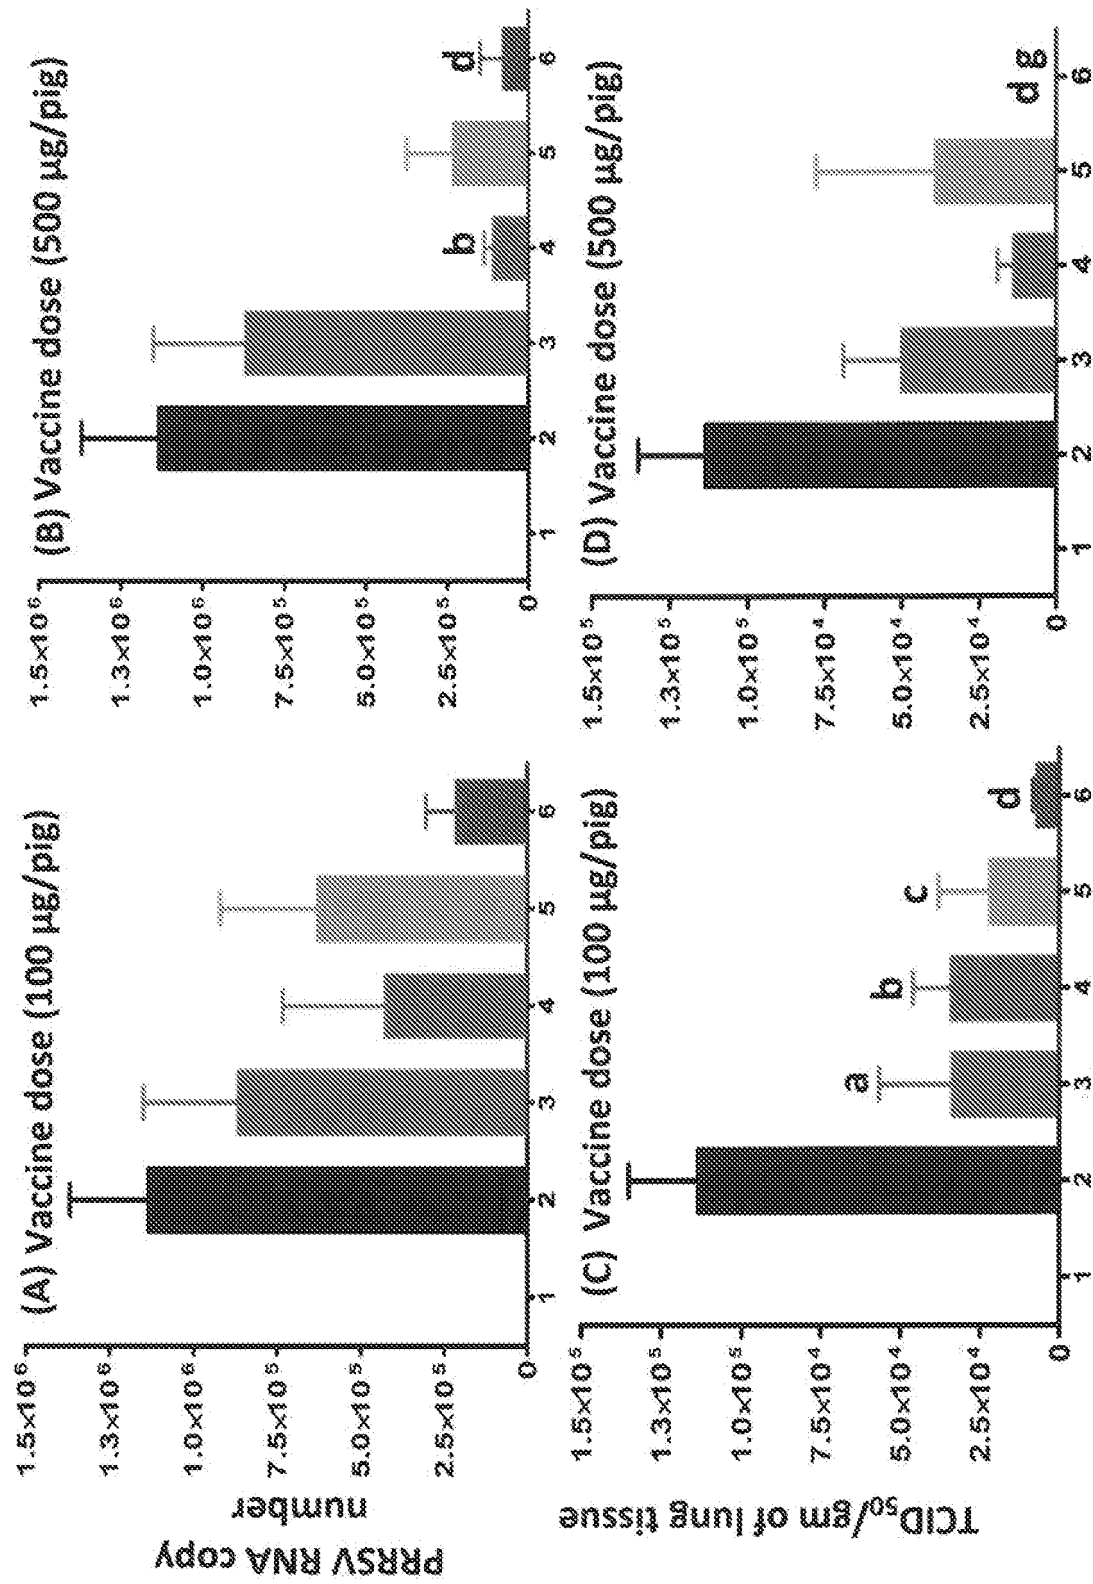 (A) Vaccine dose (100 µg/pig)
PRRSV RNA copy
number
1.5×10⁶
1.3×10⁶
1.0×10⁶
7.5×10⁵
5.0×10⁵
2.5×10⁵
0
1 2 3 4 5 6
(B) Vaccine dose (500 µg/pig)
1.5×10⁶
1.3×10⁶
1.0×10⁶
7.5×10⁵
5.0×10⁵
2.5×10⁵
0
b d
1 2 3 4 5 6
(C) Vaccine dose (100 µg/pig)
TCID₅₀/gm of lung tissue
1.5×10⁵
1.3×10⁵
1.0×10⁵
7.5×10⁴
5.0×10⁴
2.5×10⁴
0
a b c d
1 2 3 4 5 6
(D) Vaccine dose (500 µg/pig)
1.5×10⁵
1.3×10⁵
1.0×10⁵
7.5×10⁴
5.0×10⁴
2.5×10⁴
0
d g
1 2 3 4 5 6